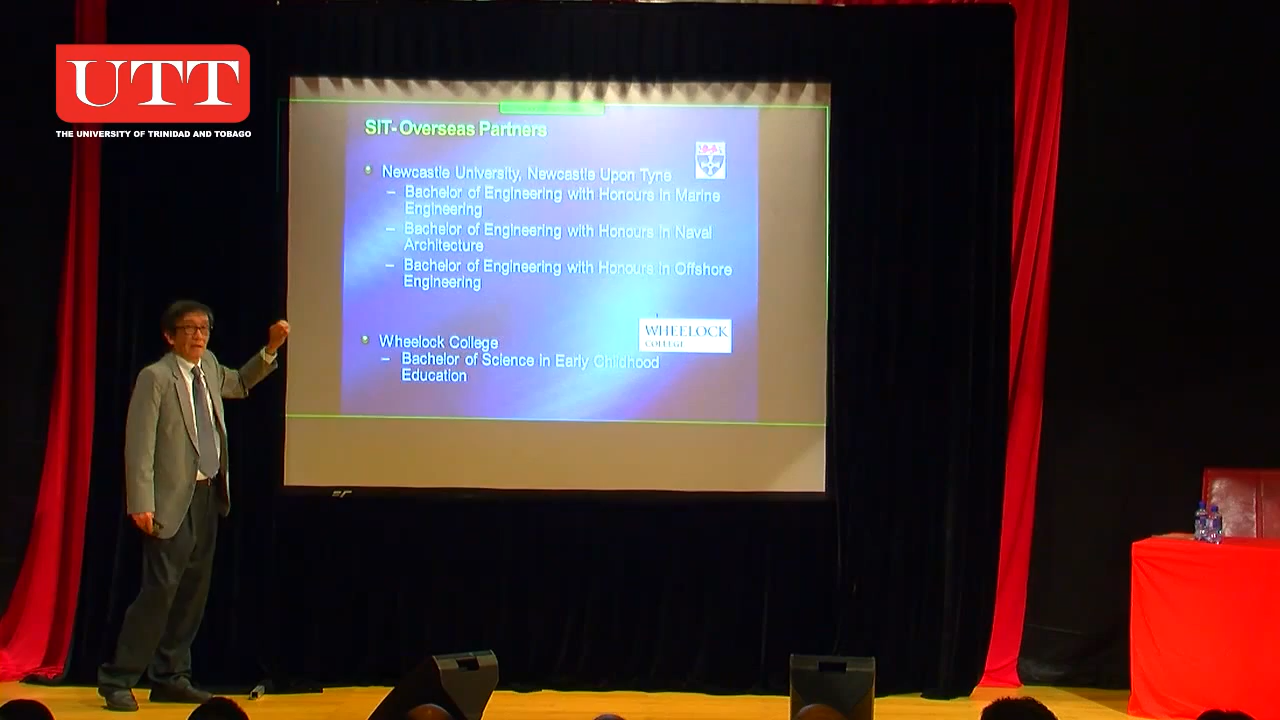 UTT
THE UNIVERSITY OF TRINIDAD AND TOBAGO
SIT- Overseas Partners
Newcastle University, Newcastle Upon Tyne
– Bachelor of Engineering with Honours in Marine
Engineering
– Bachelor of Engineering with Honours in Naval
Architecture
– Bachelor of Engineering with Honours in Offshore
Engineering
WHEELOCK
COLLEGE
Wheelock College
– Bachelor of Science in Early Childhood
Education